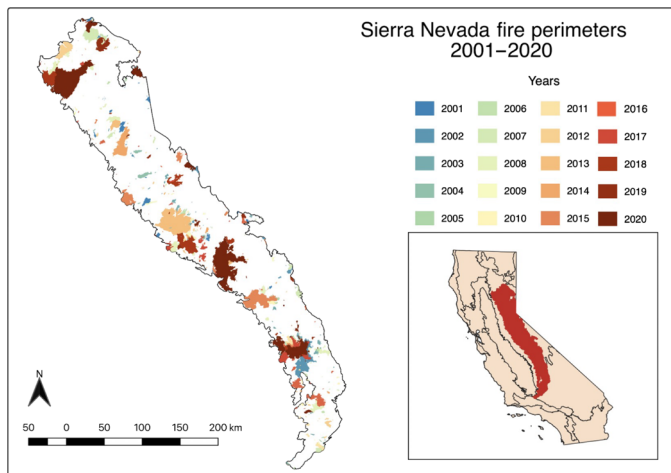 Sierra Nevada fire perimeters
2001–2020
Years
2001 2006 2011 2016
2002 2007 2012 2017
2003 2008 2013 2018
2004 2009 2014 2019
2005 2010 2015 2020
N
50 0 50 100 150 200 km